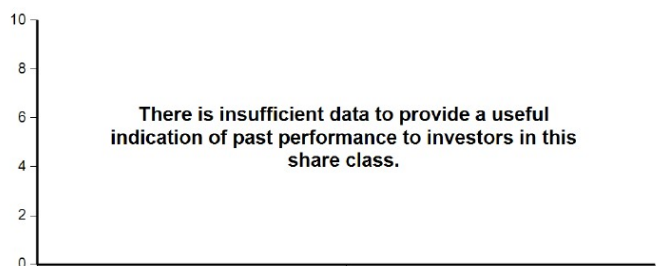 10
8
There is insufficient data to provide a useful
6
indication of past performance to investors in this
share class.
4
2
0